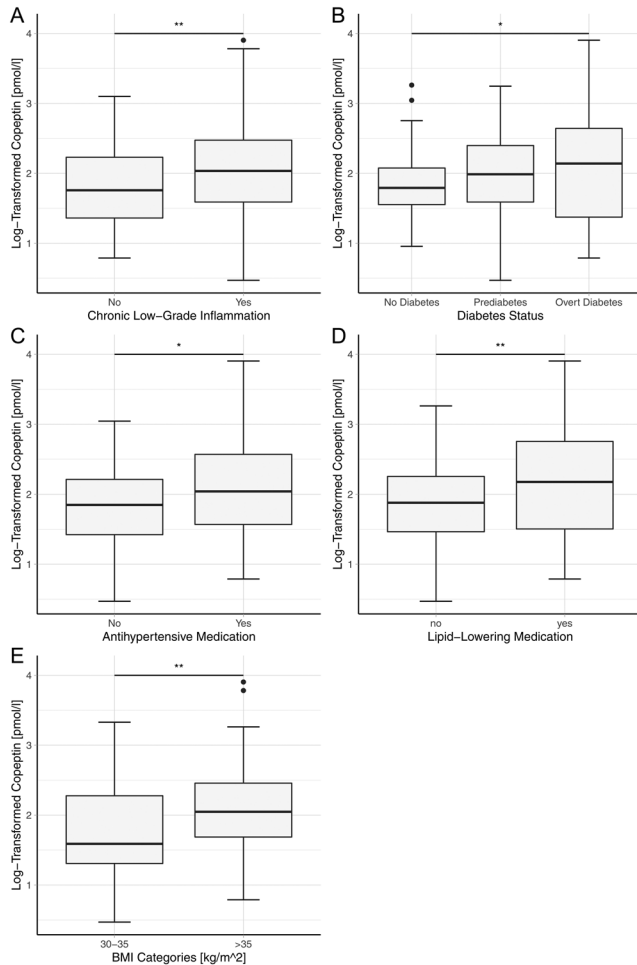 A
**
Log-Transformed Copeptin [pmol/l]
4
3
2
1
No Yes
Chronic Low-Grade Inflammation
B
*
Log-Transformed Copeptin [pmol/l]
4
3
2
1
No Diabetes Prediabetes Overt Diabetes
Diabetes Status
C
*
Log-Transformed Copeptin [pmol/l]
4
3
2
1
No Yes
Antihypertensive Medication
D
**
Log-Transformed Copeptin [pmol/l]
4
3
2
1
no yes
Lipid-Lowering Medication
E
**
Log-Transformed Copeptin [pmol/l]
4
3
2
1
30-35 >35
BMI Categories [kg/m^2]